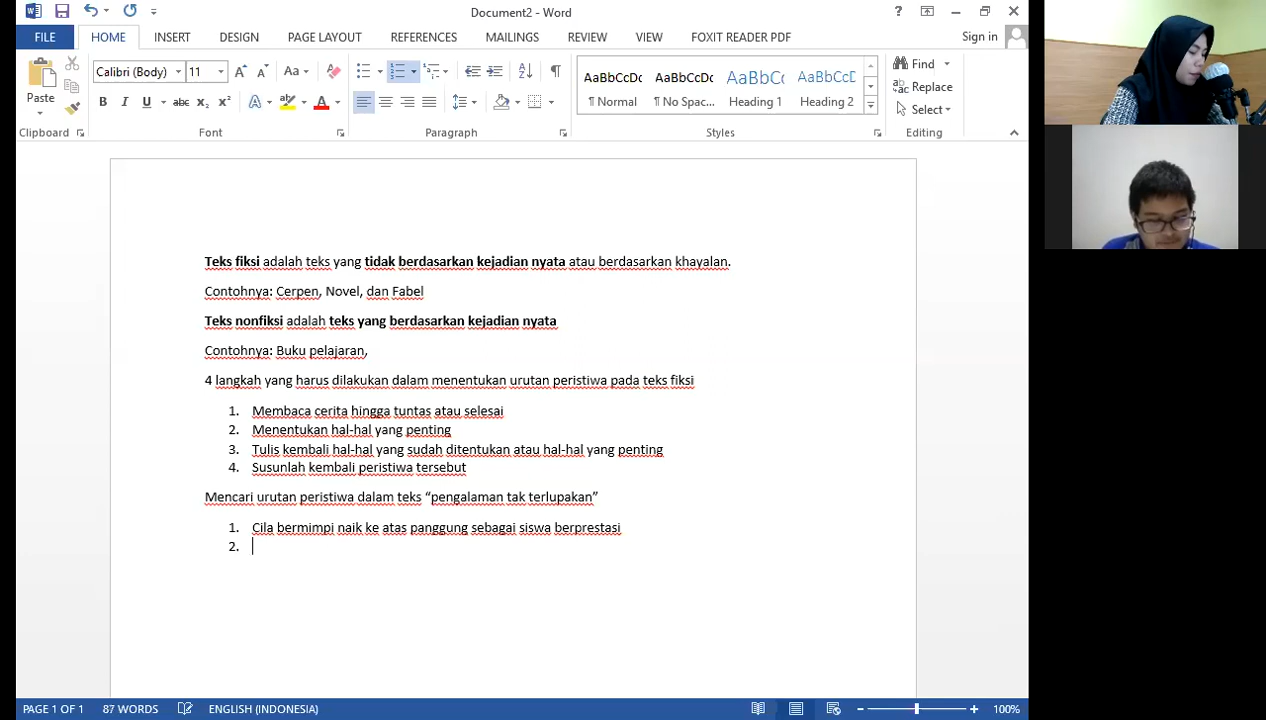 Document2 - Word
Sign in
FILE HOME INSERT DESIGN PAGE LAYOUT REFERENCES MAILINGS REVIEW VIEW FOXIT READER PDF
Paste
Calibri (Body) 11
AaBbCcDc AaBbCcDc AaBbC AaBbCcD
¶ Normal ¶ No Spac... Heading 1 Heading 2
Find
Replace
Select
Clipboard Font Paragraph Styles Editing
Teks fiksi adalah teks yang tidak berdasarkan kejadian nyata atau berdasarkan khayalan.
Contohnya: Cerpen, Novel, dan Fabel
Teks nonfiksi adalah teks yang berdasarkan kejadian nyata
Contohnya: Buku pelajaran,
4 langkah yang harus dilakukan dalam menentukan urutan peristiwa pada teks fiksi
1. Membaca cerita hingga tuntas atau selesai
2. Menentukan hal-hal yang penting
3. Tulis kembali hal-hal yang sudah ditentukan atau hal-hal yang penting
4. Susunlah kembali peristiwa tersebut
Mencari urutan peristiwa dalam teks “pengalaman tak terlupakan”
1. Cila bermimpi naik ke atas panggung sebagai siswa berprestasi
2.
PAGE 1 OF 1 87 WORDS ENGLISH (INDONESIA) 100%